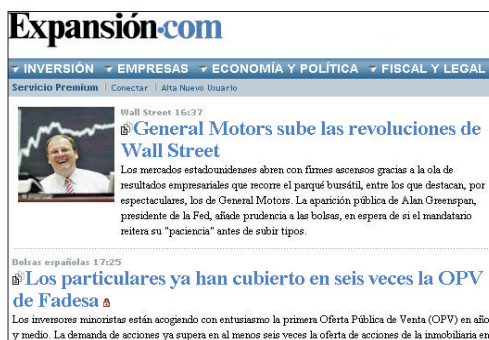 Expansión·com
INVERSIÓN EMPRESAS ECONOMÍA Y POLÍTICA FISCAL Y LEGAL
Servicio Premium | Conectar | Alta Nuevo Usuario
Wall Street 16:37
General Motors sube las revoluciones de
Wall Street
Los mercados estadounidenses abren con firmes ascensos gracias a la ola de
resultados empresariales que recorre el parqué bursátil, entre los que destacan, por
espectaculares, los de General Motors. La aparición pública de Alan Greenspan,
presidente de la Fed, añade prudencia a las bolsas, en espera de si el mandatario
reitera su "paciencia" antes de subir tipos.
Bolsas españolas 17:25
Los particulares ya han cubierto en seis veces la OPV
de Fadesa
Los inversores minoristas están acogiendo con entusiasmo la primera Oferta Pública de Venta (OPV) en año
y medio. La demanda de acciones ya supera en al menos seis veces la oferta de acciones de la inmobiliaria en